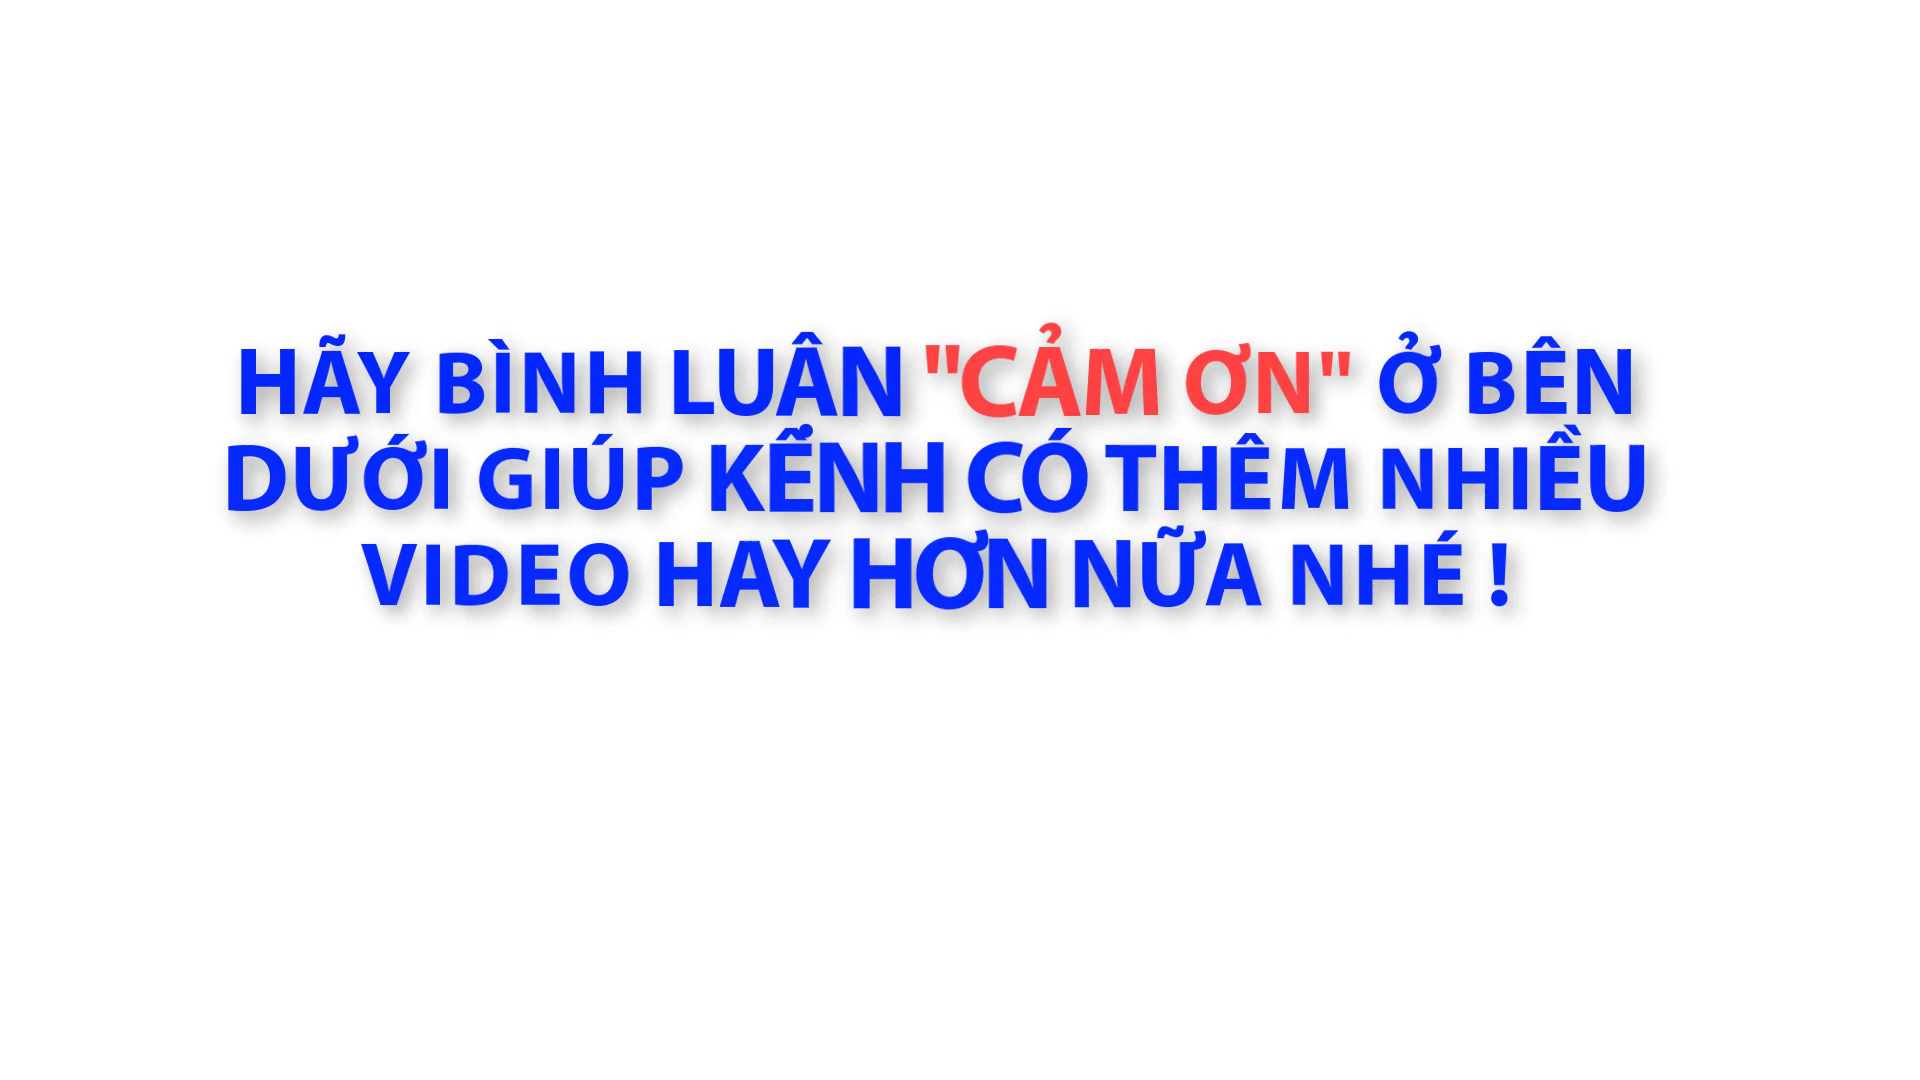 HÃY BÌNH LUẬN "CẢM ƠN" Ở BÊN
DƯỚI GIÚP KÊNH CÓ THÊM NHIỀU
VIDEO HAY HƠN NỮA NHÉ !